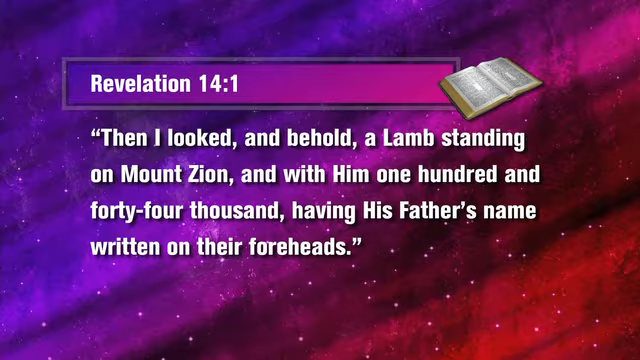 Revelation 14:1
“Then I looked, and behold, a Lamb standing
on Mount Zion, and with Him one hundred and
forty-four thousand, having His Father’s name
written on their foreheads.”